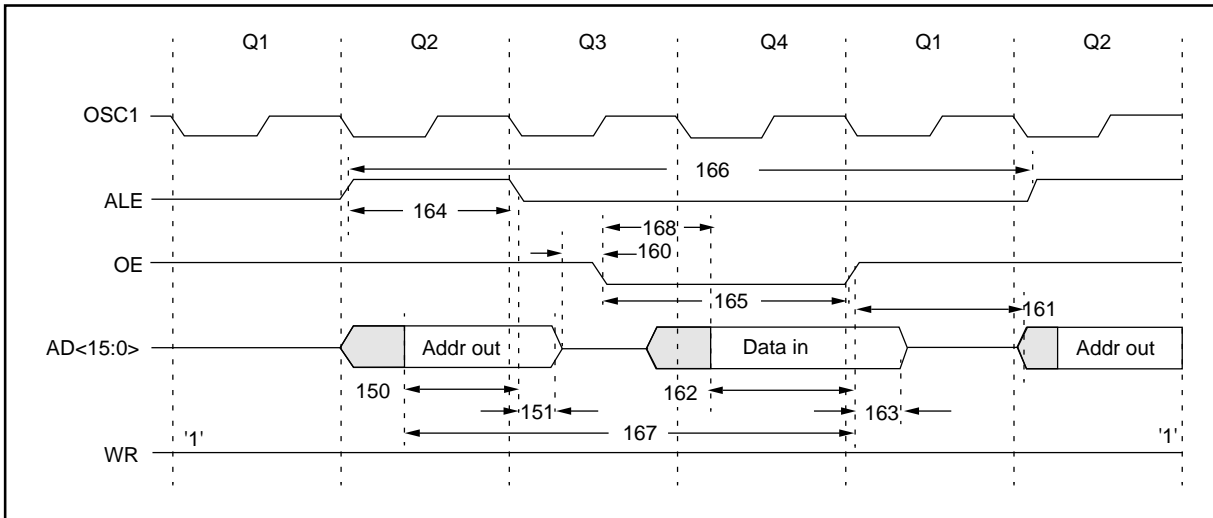 Q1 Q2 Q3 Q4 Q1 Q2
OSC1
166
ALE
164
168
OE
160
165
161
AD<15:0>
Addr out
Data in
Addr out
150
162
151
163
167
'1'
'1'
WR